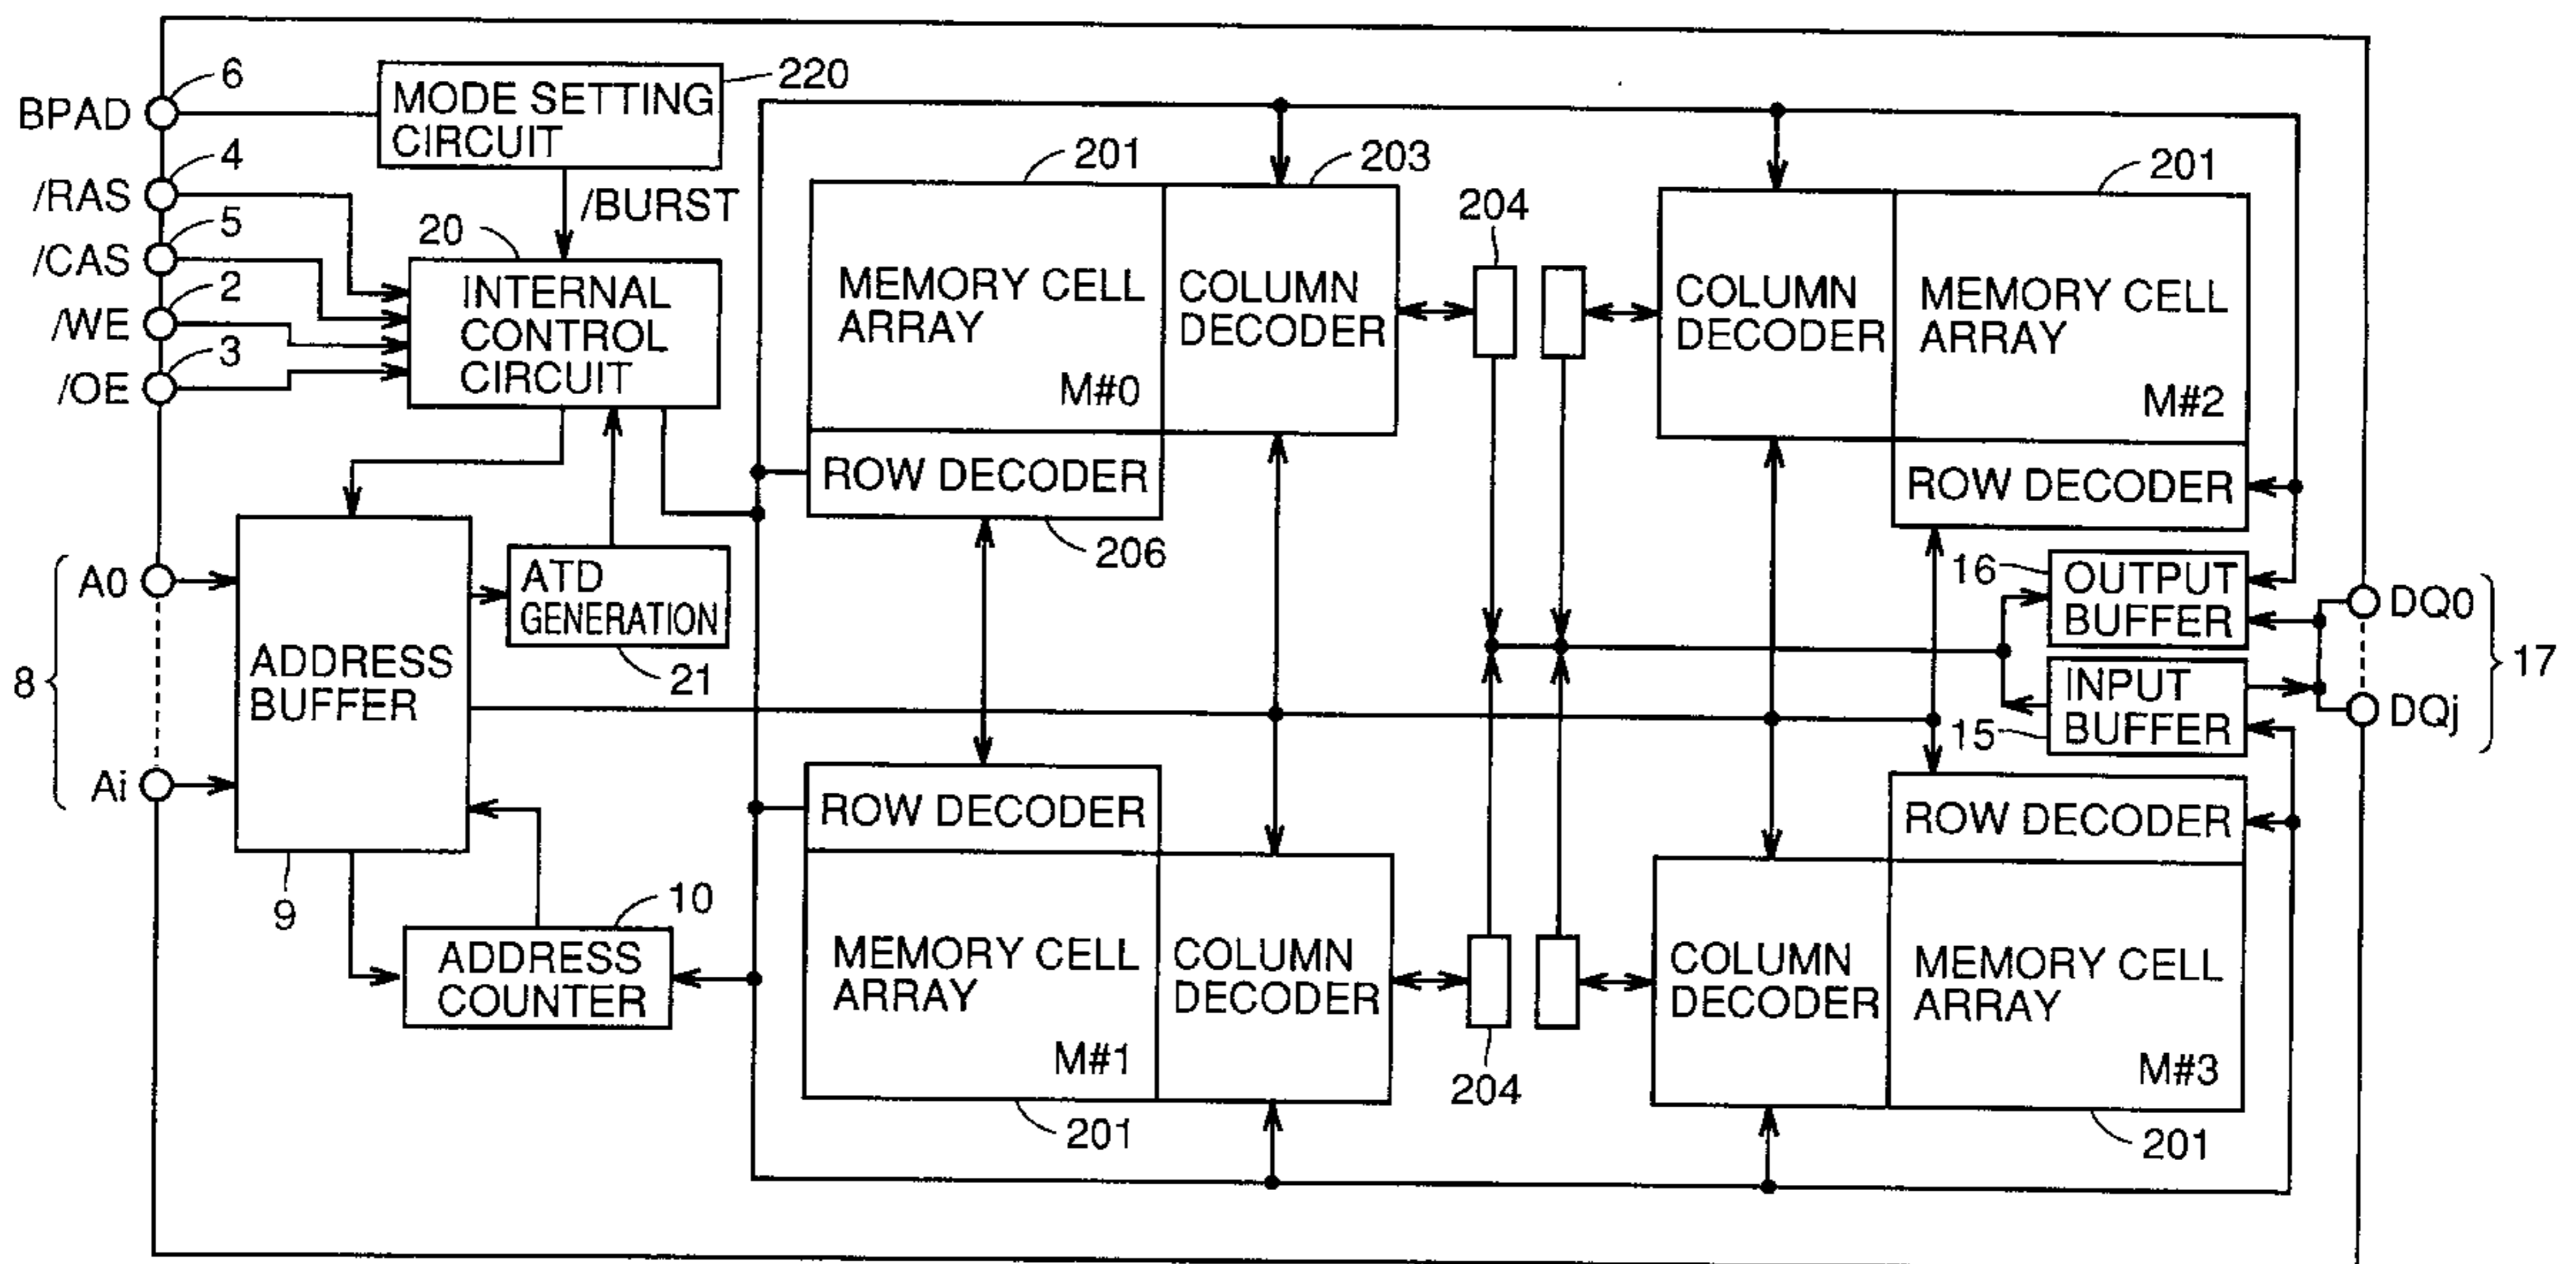 6
BPAD
MODE SETTING
CIRCUIT
220
4
/RAS
5
/CAS
2
/WE
3
/OE
/BURST
20
INTERNAL
CONTROL
CIRCUIT
201
203
MEMORY CELL
ARRAY
M#0
COLUMN
DECODER
ROW DECODER
206
204
201
COLUMN
DECODER
MEMORY CELL
ARRAY
M#2
ROW DECODER
8
A0
Ai
ADDRESS
BUFFER
9
ATD
GENERATION
21
16
OUTPUT
BUFFER
INPUT
BUFFER
15
DQ0
DQj
17
10
ADDRESS
COUNTER
ROW DECODER
MEMORY CELL
ARRAY
M#1
COLUMN
DECODER
201
204
ROW DECODER
COLUMN
DECODER
MEMORY CELL
ARRAY
M#3
201